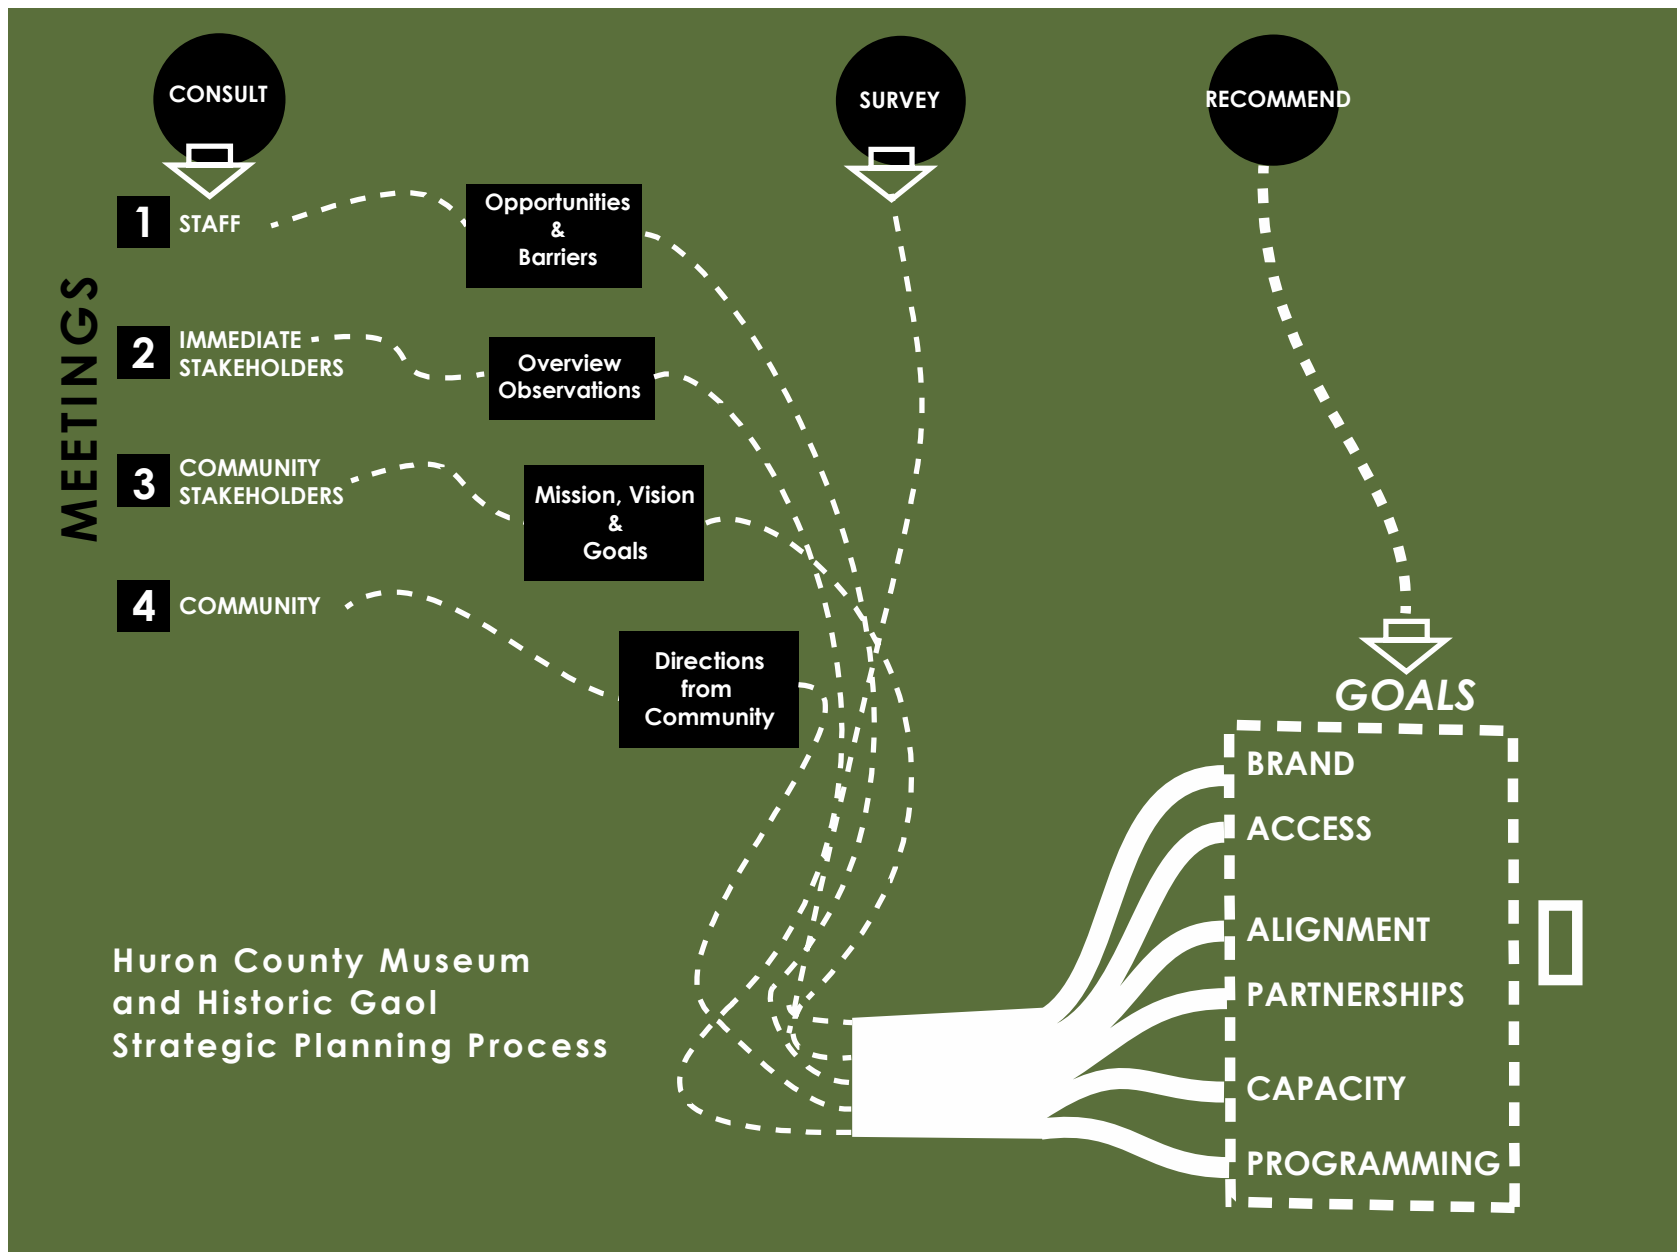 CONSULT
SURVEY
RECOMMEND
MEETINGS
1 STAFF
Opportunities
&
Barriers
2 IMMEDIATE
STAKEHOLDERS
Overview
Observations
3 COMMUNITY
STAKEHOLDERS
Mission, Vision
&
Goals
4 COMMUNITY
Directions
from
Community
GOALS
BRAND
ACCESS
ALIGNMENT
PARTNERSHIPS
CAPACITY
PROGRAMMING
Huron County Museum
and Historic Gaol
Strategic Planning Process